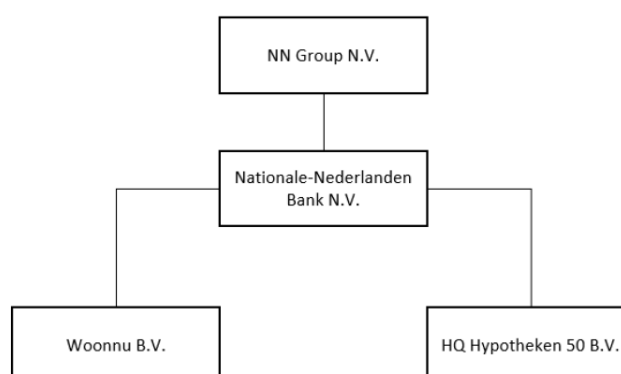 NN Group N.V.
Nationale-Nederlanden
Bank N.V.
Woonnu B.V.
HQ Hypotheken 50 B.V.